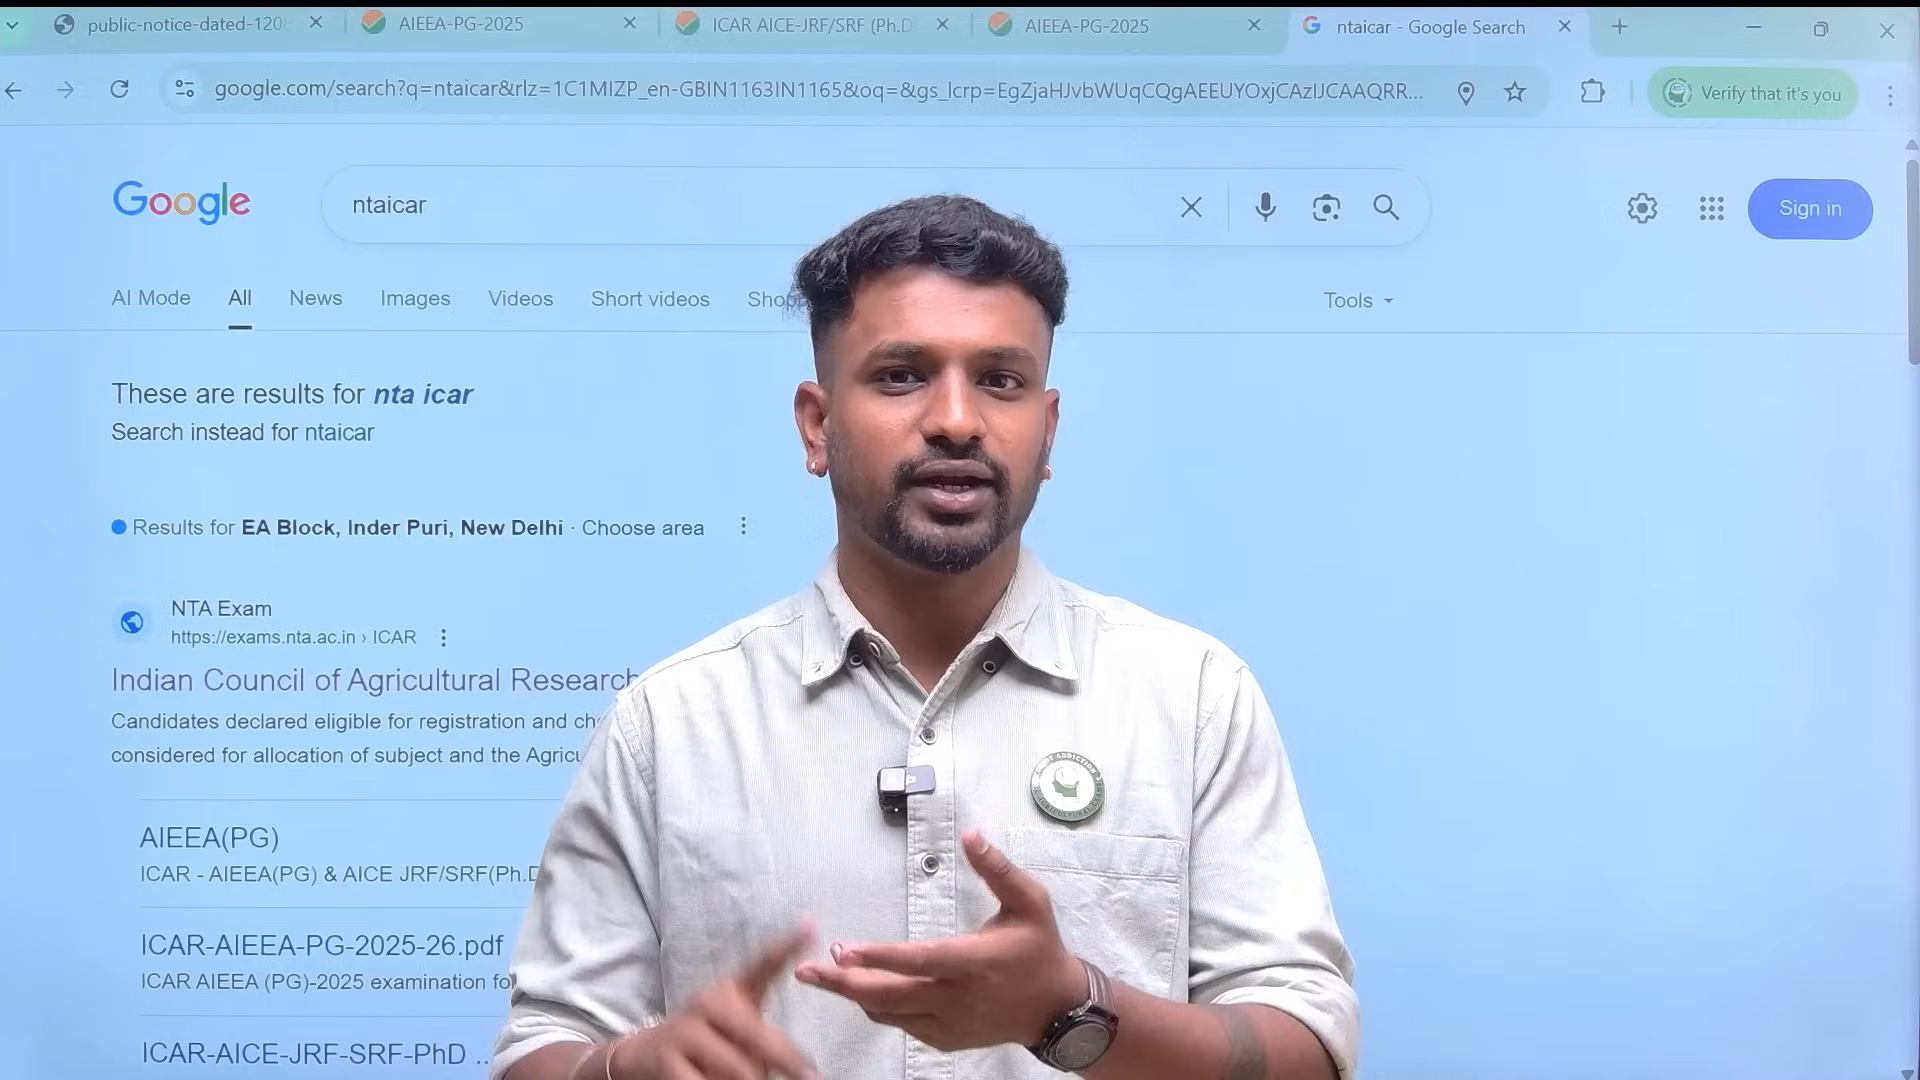 public-notice-dated-120
AIEEA-PG-2025
ICAR AICE-JRF/SRF (Ph.D
AIEEA-PG-2025
ntaicar - Google Search
google.com/search?q=ntaicar&rlz=1C1MIZP_en-GBIN1163IN1165&oq=&gs_lcrp=EgZjaHJvbWUqCQgAEEUYOxjCAzIJCAAQRR...
Verify that it's you
Google
ntaicar
Sign in
AI Mode All News Images Videos Short videos Shopp
Tools
These are results for nta icar
Search instead for ntaicar
Results for EA Block, Inder Puri, New Delhi · Choose area
NTA Exam
https://exams.nta.ac.in › ICAR
Indian Council of Agricultural Research
Candidates declared eligible for registration and ch
considered for allocation of subject and the Agricu
AIEEA(PG)
ICAR - AIEEA(PG) & AICE JRF/SRF(Ph.D
ICAR-AIEEA-PG-2025-26.pdf
ICAR AIEEA (PG)-2025 examination fo
ICAR-AICE-JRF-SRF-PhD ...
ADDICTION
AGRICULTURAL EXAMS